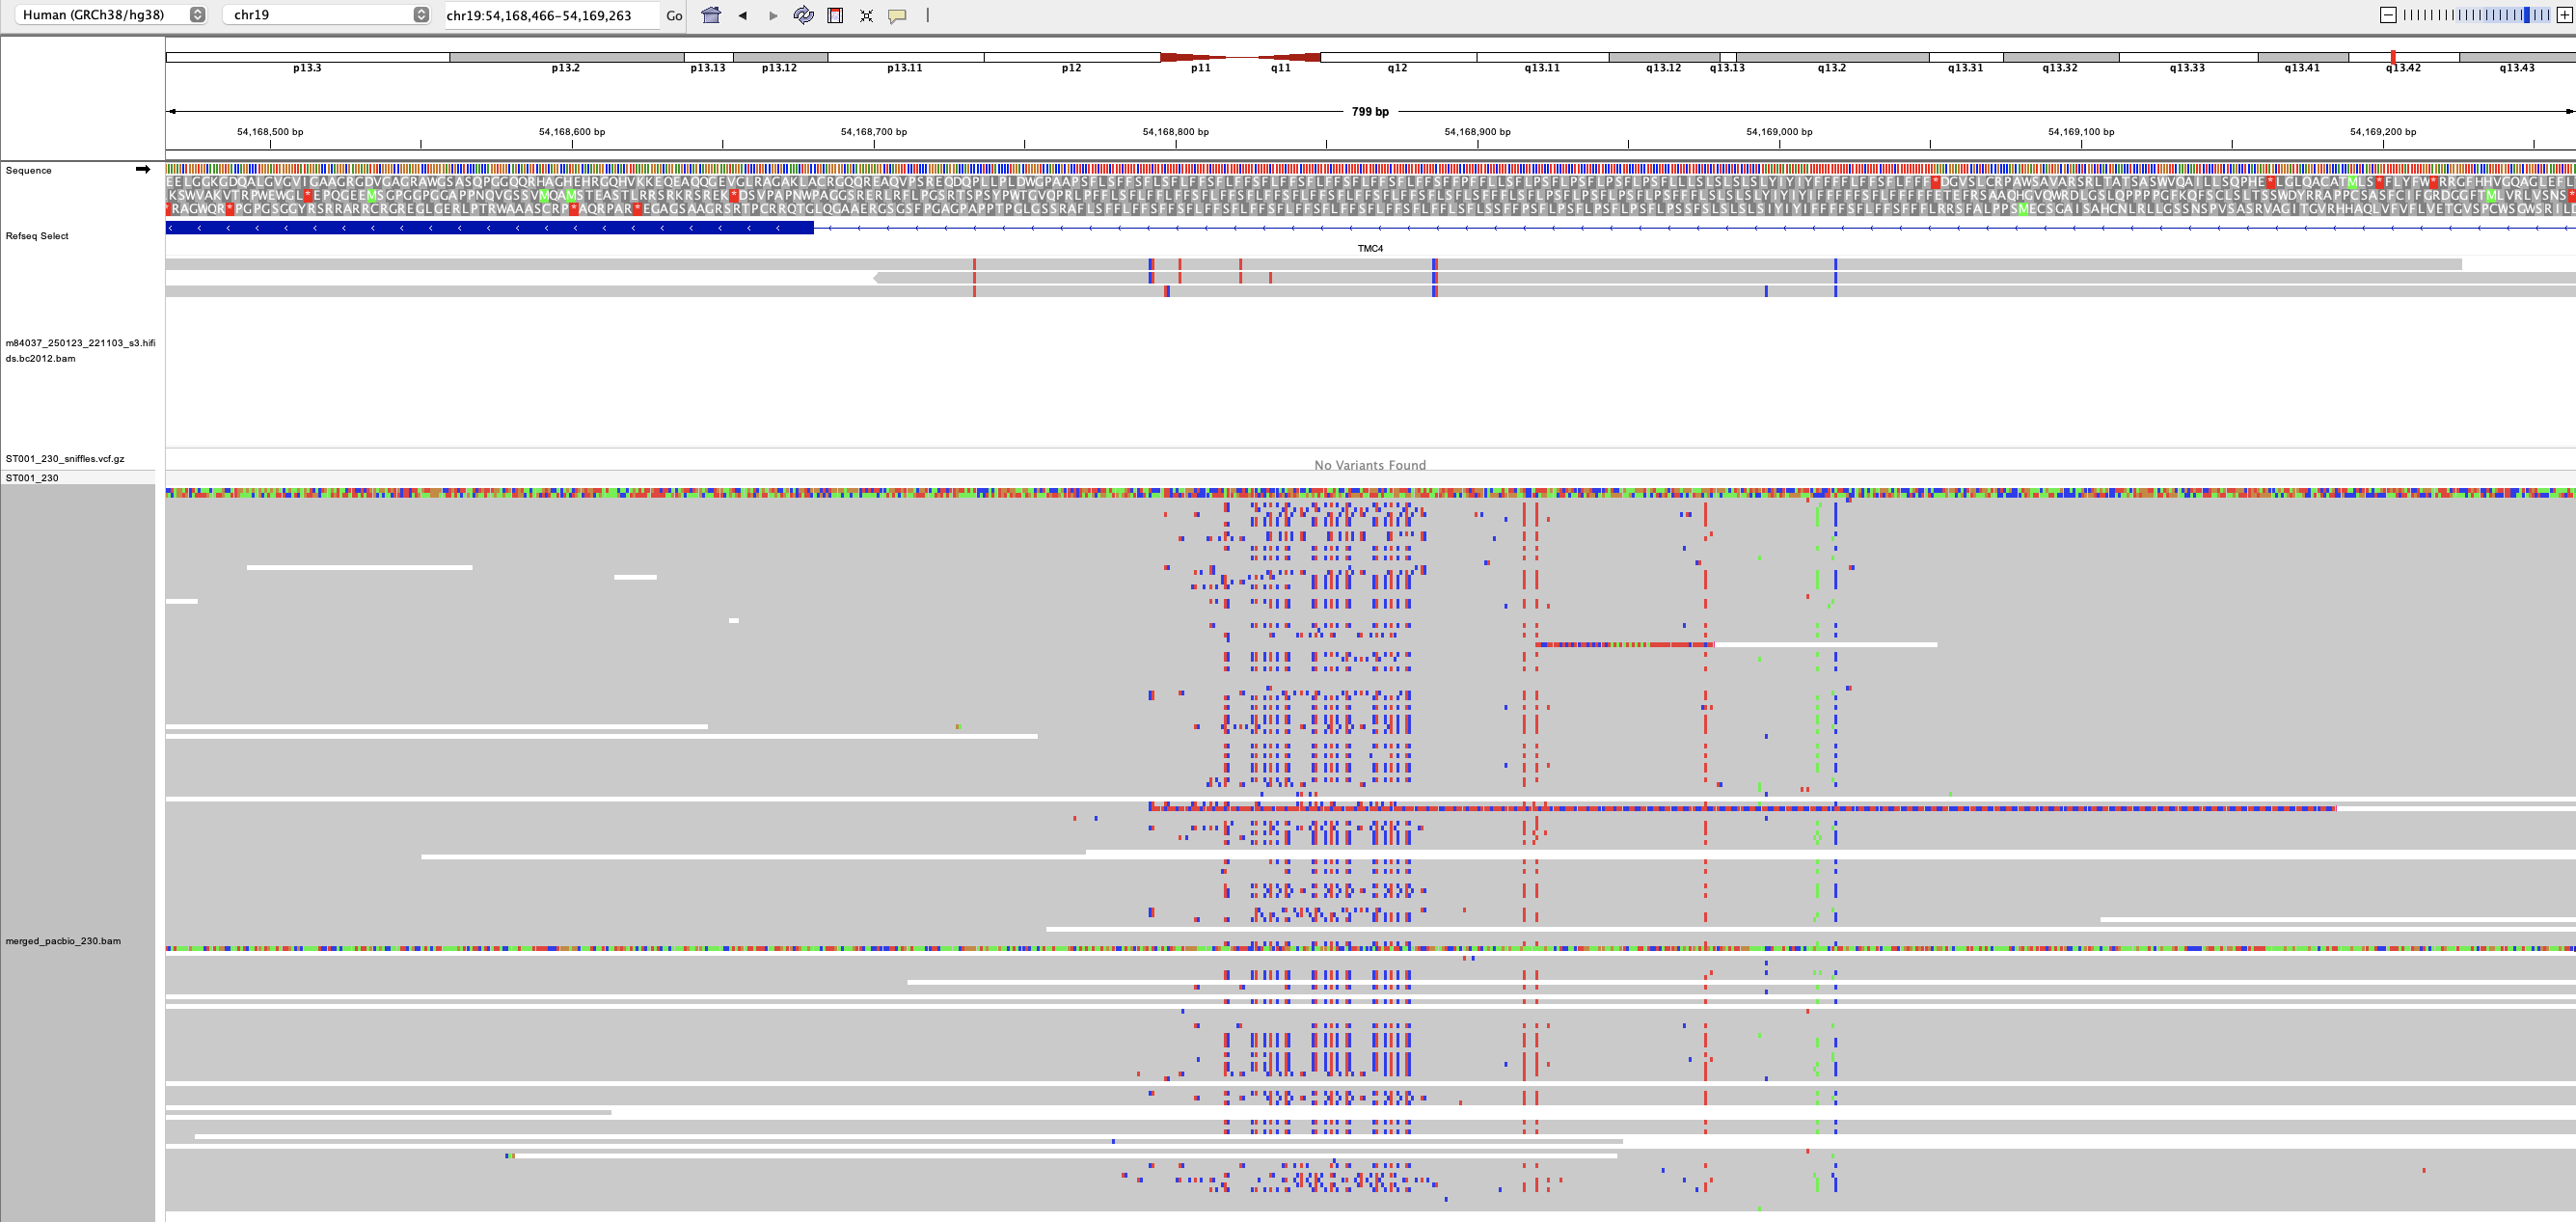 Human (GRCh38/hg38) chr19 chr19:54,168,466-54,169,263 Go
p13.3 p13.2 p13.13 p13.12 p13.11 p12 p11 q11 q12 q13.11 q13.12 q13.13 q13.2 q13.31 q13.32 q13.33 q13.41 q13.42 q13.43
799 bp
54,168,500 bp 54,168,600 bp 54,168,700 bp 54,168,800 bp 54,168,900 bp 54,169,000 bp 54,169,100 bp 54,169,200 bp
Sequence
Refseq Select
TMC4
m84037_250123_221103_s3.hifi
ds.bc2012.bam
ST001_230_sniffles.vcf.gz
No Variants Found
ST001_230
merged_pacbio_230.bam